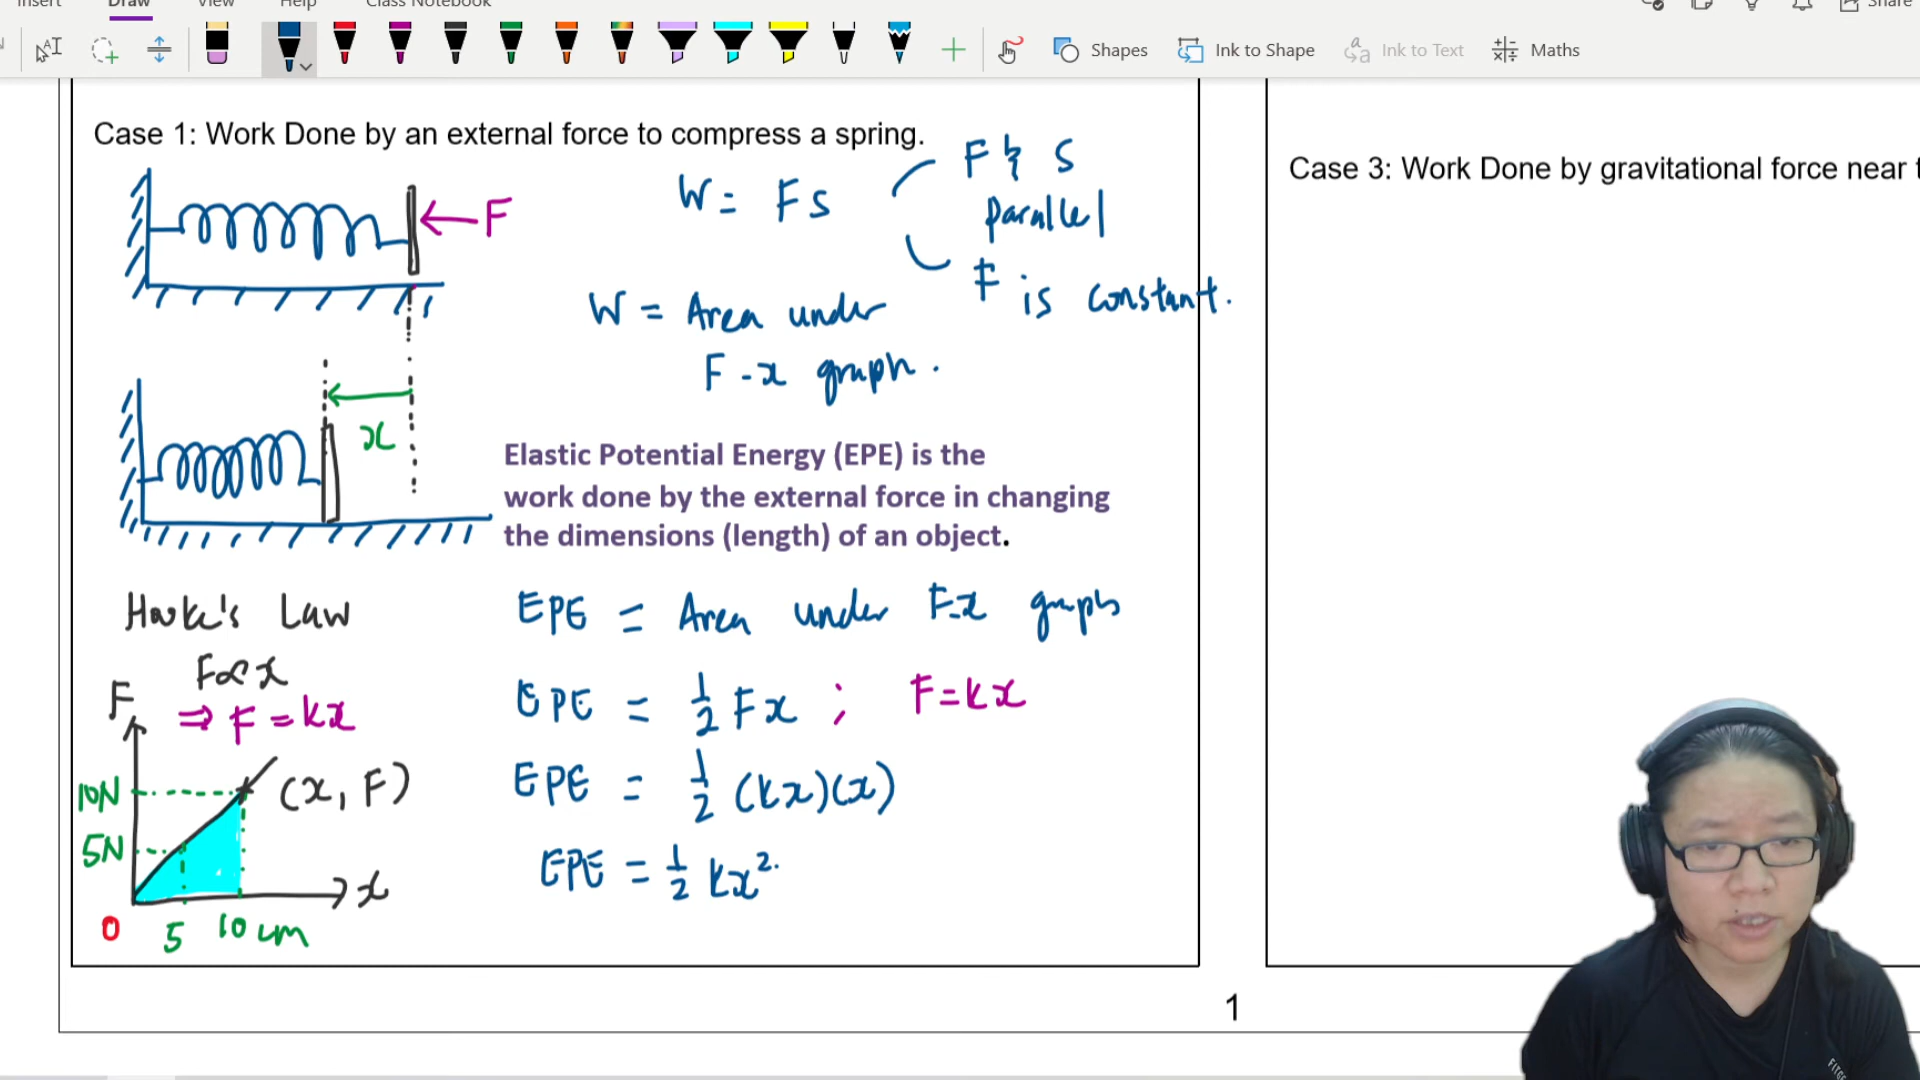 Insert Draw View Help Class Notebook Share
Shapes Ink to Shape Ink to Text Maths
Case 1: Work Done by an external force to compress a spring.
F
W = Fs
F & s
parallel
F is constant.
W = Area under
F-x graph.
x
Elastic Potential Energy (EPE) is the
work done by the external force in changing
the dimensions (length) of an object.
Hooke's Law
F∝x
⇒ F = kx
F
10N
5N
(x, F)
x
0 5 10 cm
EPE = Area under F-x graph
EPE = 1/2 Fx ; F=kx
EPE = 1/2 (kx)(x)
EPE = 1/2 kx².
1
Case 3: Work Done by gravitational force near